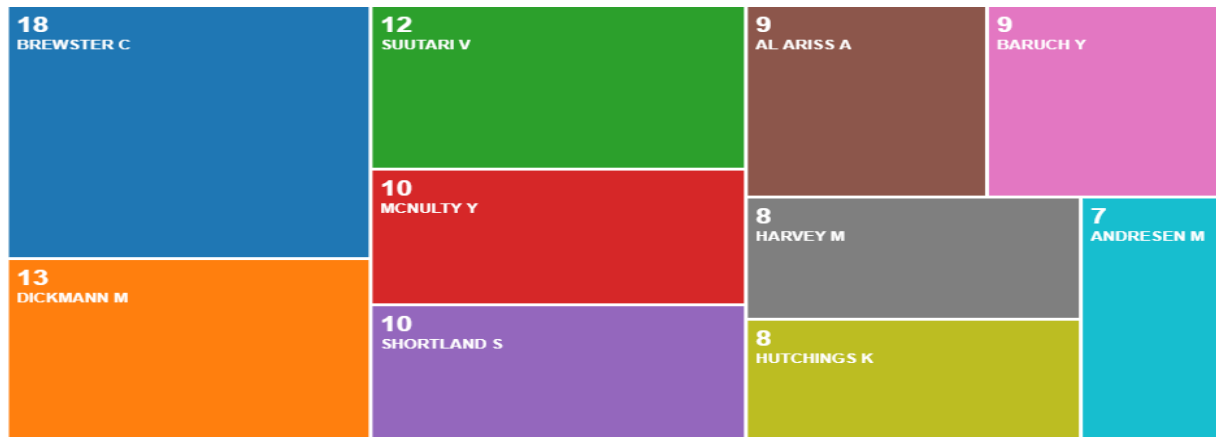 18
BREWSTER C
13
DICKMANN M
12
SUUTARI V
10
MCNULTY Y
10
SHORTLAND S
9
AL ARISS A
9
BARUCH Y
8
HARVEY M
8
HUTCHINGS K
7
ANDRESEN M